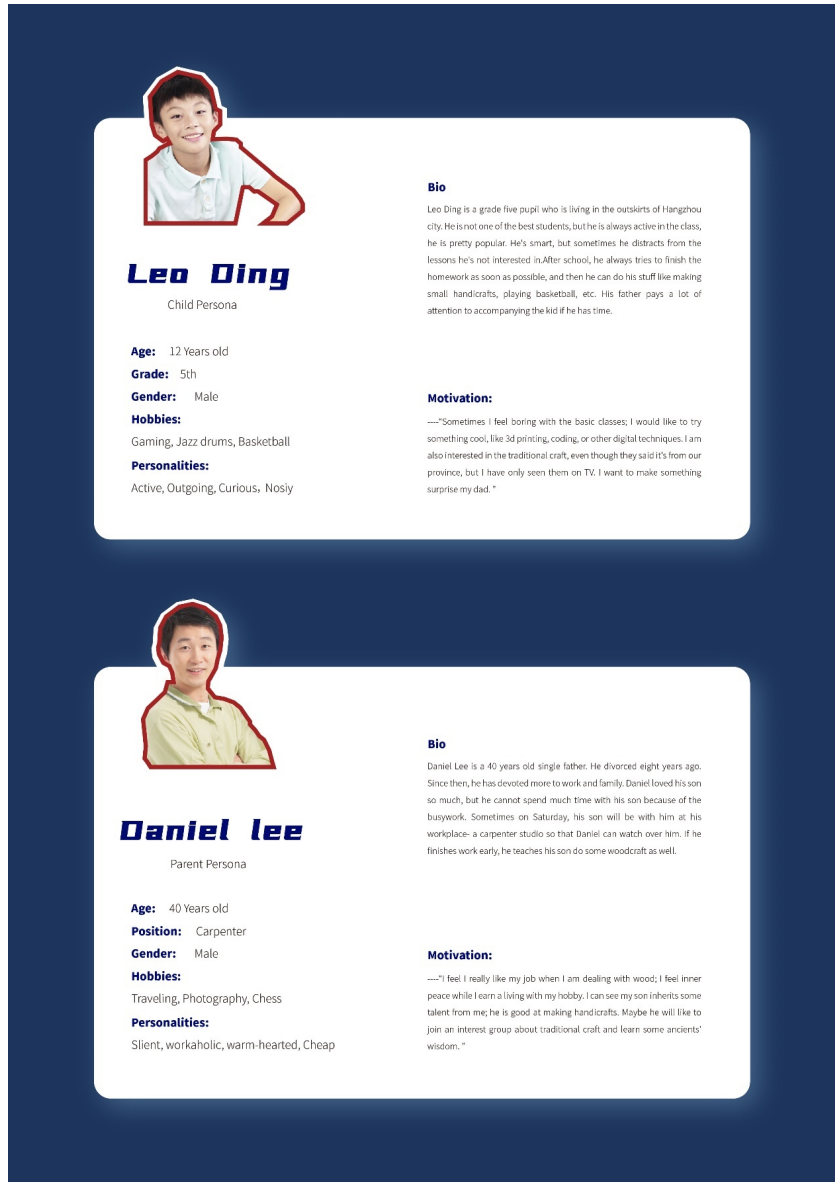 Leo Ding
Child Persona
Age: 12 Years old
Grade: 5th
Gender: Male
Hobbies:
Gaming, Jazz drums, Basketball
Personalities:
Active, Outgoing, Curious，Nosiy
Bio
Leo Ding is a grade five pupil who is living in the outskirts of Hangzhou
city. He is not one of the best students, but he is always active in the class,
he is pretty popular. He's smart, but sometimes he distracts from the
lessons he's not interested in.After school, he always tries to finish the
homework as soon as possible, and then he can do his stuff like making
small handicrafts, playing basketball, etc. His father pays a lot of
attention to accompanying the kid if he has time.
Motivation:
----"Sometimes I feel boring with the basic classes; I would like to try
something cool, like 3d printing, coding, or other digital techniques. I am
also interested in the traditional craft, even though they said it's from our
province, but I have only seen them on TV. I want to make something
surprise my dad. "
Daniel lee
Parent Persona
Age: 40 Years old
Position: Carpenter
Gender: Male
Hobbies:
Traveling, Photography, Chess
Personalities:
Slient, workaholic, warm-hearted, Cheap
Bio
Daniel Lee is a 40 years old single father. He divorced eight years ago.
Since then, he has devoted more to work and family. Daniel loved his son
so much, but he cannot spend much time with his son because of the
busywork. Sometimes on Saturday, his son will be with him at his
workplace- a carpenter studio so that Daniel can watch over him. If he
finishes work early, he teaches his son do some woodcraft as well.
Motivation:
----"I feel I really like my job when I am dealing with wood; I feel inner
peace while I earn a living with my hobby. I can see my son inherits some
talent from me; he is good at making handicrafts. Maybe he will like to
join an interest group about traditional craft and learn some ancients'
wisdom. "